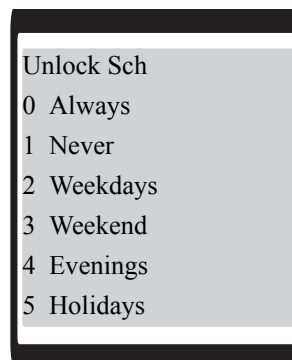 Unlock Sch
0 Always
1 Never
2 Weekdays
3 Weekend
4 Evenings
5 Holidays